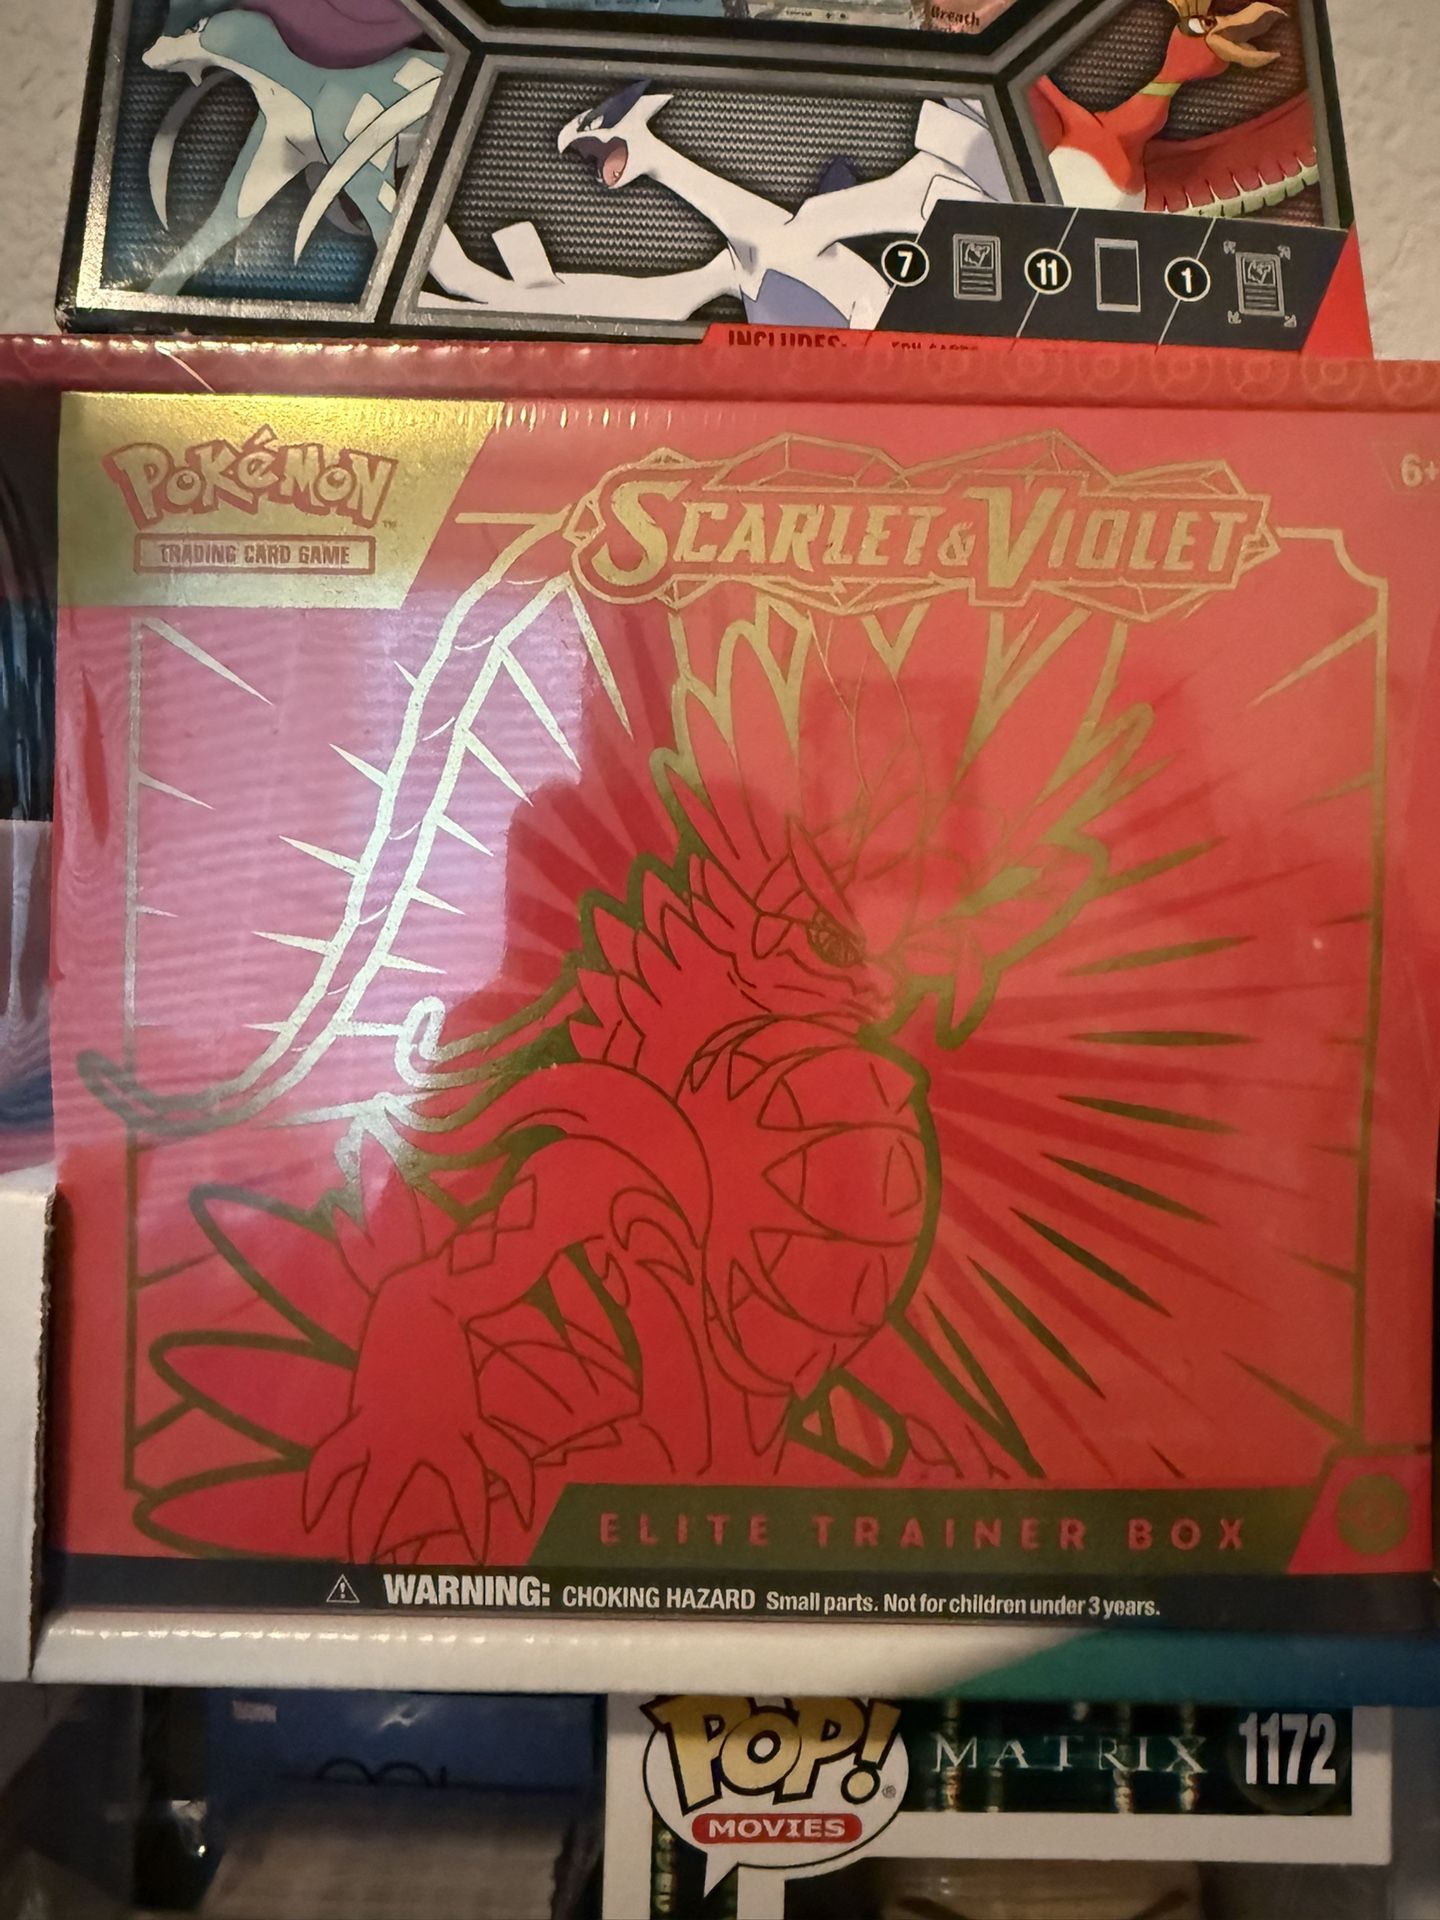 Breach
7 11 1
INCLUDES:
POKéMON
TRADING CARD GAME
SCARLET & VIOLET
6+
ELITE TRAINER BOX
WARNING: CHOKING HAZARD Small parts. Not for children under 3 years.
POP!
MOVIES
MATRIX 1172